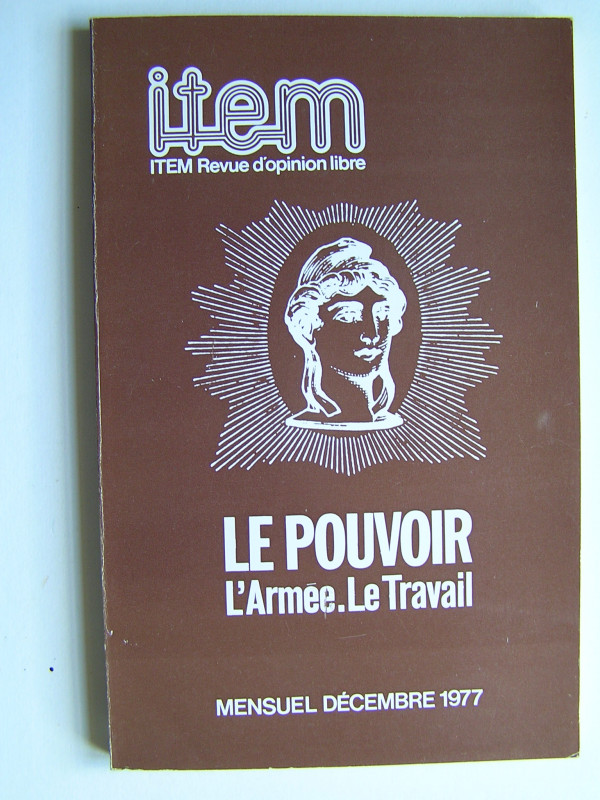 item
ITEM Revue d'opinion libre
LE POUVOIR
L'Armée.Le Travail
MENSUEL DÉCEMBRE 1977